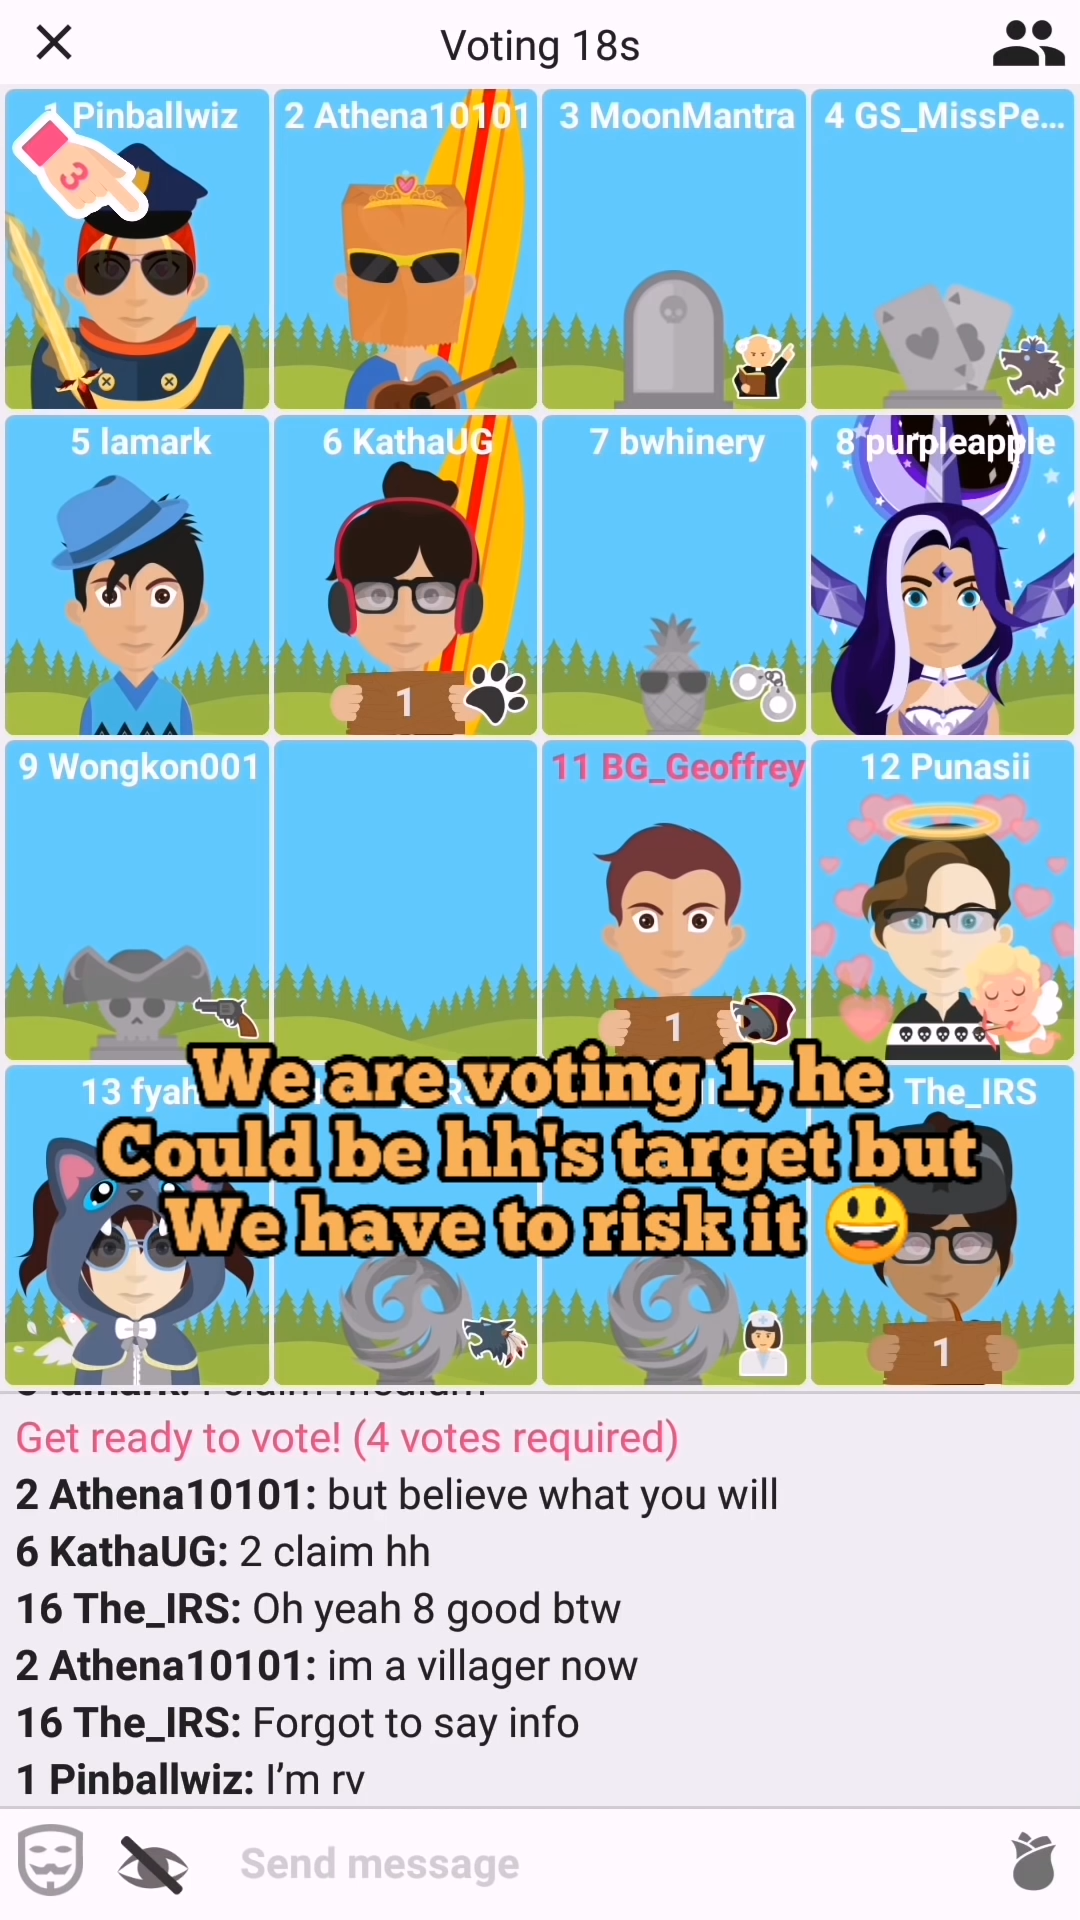 Voting 18s
1 Pinballwiz
2 Athena10101
3 MoonMantra
4 GS_MissPe...
3
5 lamark
6 KathaUG
7 bwhinery
8 purpleapple
1
9 Wongkon001
11 BG_Geoffrey
12 Punasii
1
13 fyah
The_IRS
We are voting 1, he
Could be hh's target but
We have to risk it 😃
1
Get ready to vote! (4 votes required)
2 Athena10101: but believe what you will
6 KathaUG: 2 claim hh
16 The_IRS: Oh yeah 8 good btw
2 Athena10101: im a villager now
16 The_IRS: Forgot to say info
1 Pinballwiz: I’m rv
Send message